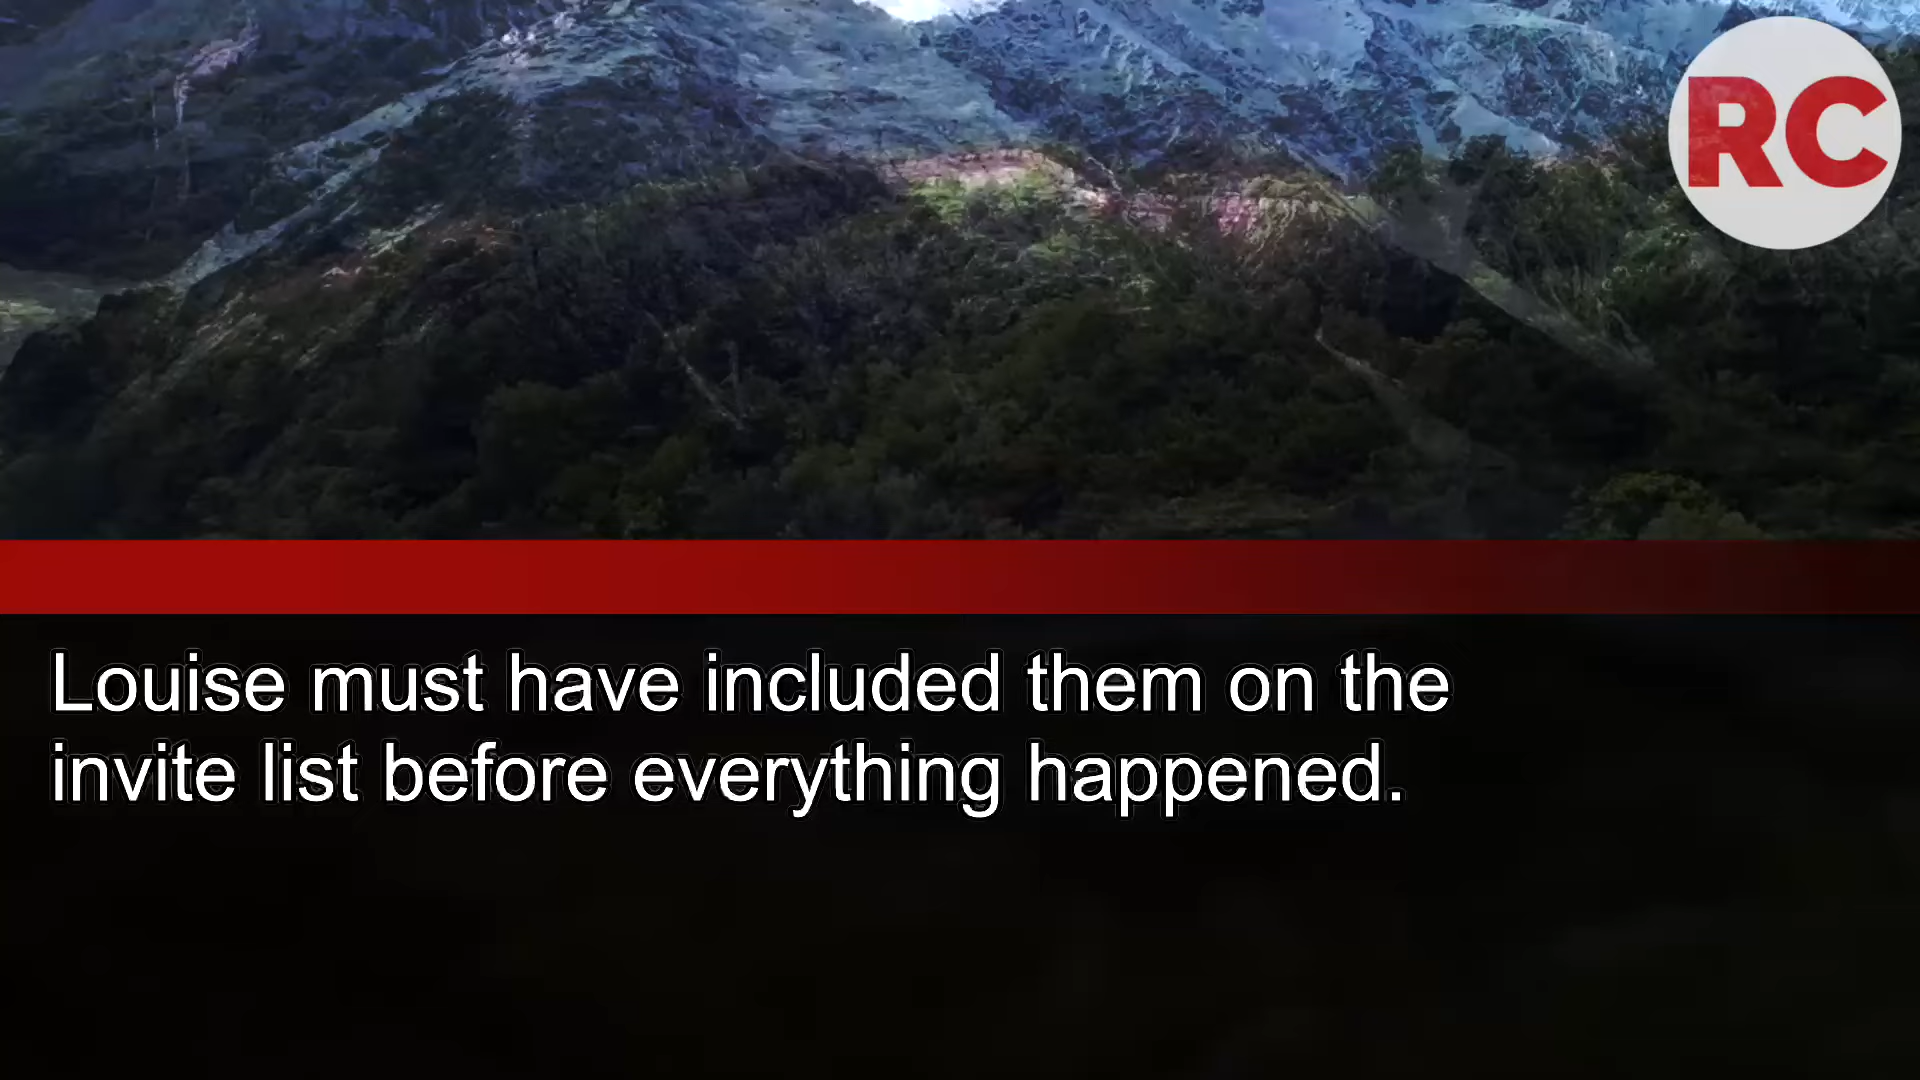 RC
Louise must have included them on the
invite list before everything happened.